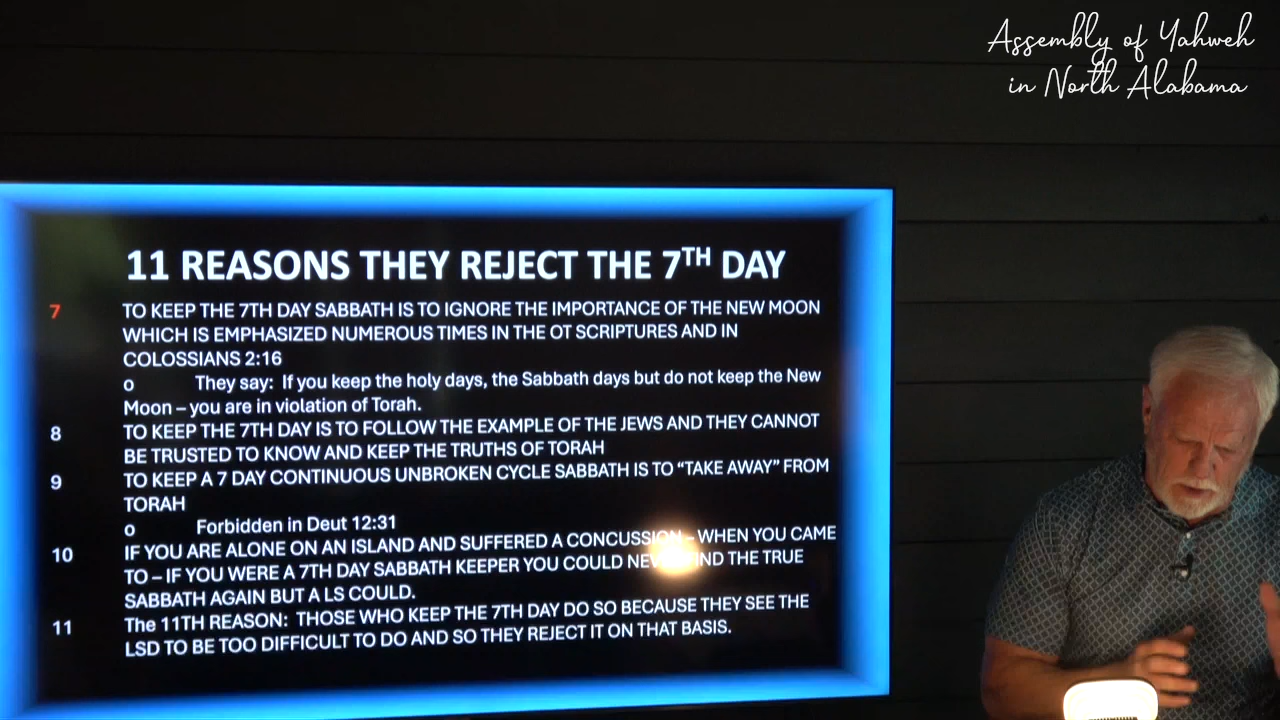 Assembly of Yahweh
in North Alabama
11 REASONS THEY REJECT THE 7TH DAY
7 TO KEEP THE 7TH DAY SABBATH IS TO IGNORE THE IMPORTANCE OF THE NEW MOON
WHICH IS EMPHASIZED NUMEROUS TIMES IN THE OT SCRIPTURES AND IN
COLOSSIANS 2:16
o They say: If you keep the holy days, the Sabbath days but do not keep the New
Moon – you are in violation of Torah.
8 TO KEEP THE 7TH DAY IS TO FOLLOW THE EXAMPLE OF THE JEWS AND THEY CANNOT
BE TRUSTED TO KNOW AND KEEP THE TRUTHS OF TORAH
9 TO KEEP A 7 DAY CONTINUOUS UNBROKEN CYCLE SABBATH IS TO “TAKE AWAY” FROM
TORAH
o Forbidden in Deut 12:31
10 IF YOU ARE ALONE ON AN ISLAND AND SUFFERED A CONCUSSION – WHEN YOU CAME
TO – IF YOU WERE A 7TH DAY SABBATH KEEPER YOU COULD THE TRUE
SABBATH AGAIN BUT A LS COULD.
11 The 11TH REASON: THOSE WHO KEEP THE 7TH DAY DO SO BECAUSE THEY SEE THE
LSD TO BE TOO DIFFICULT TO DO AND SO THEY REJECT IT ON THAT BASIS.